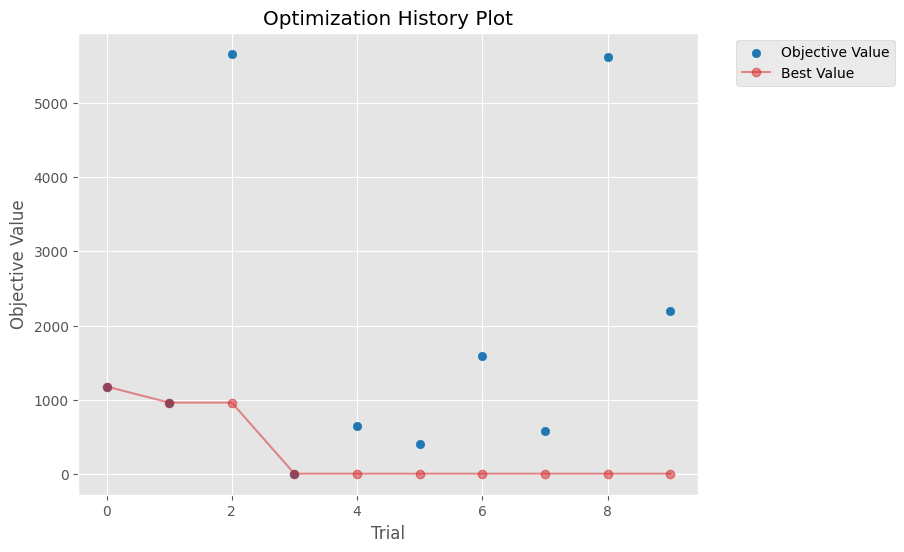 Optimization History Plot
Objective Value
Best Value
Objective Value
5000
4000
3000
2000
1000
0
0 2 4 6 8
Trial